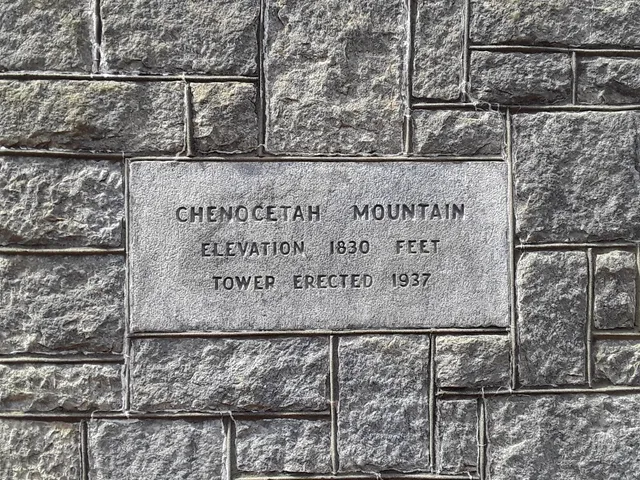 CHENOCETAH MOUNTAIN
ELEVATION 1830 FEET
TOWER ERECTED 1937